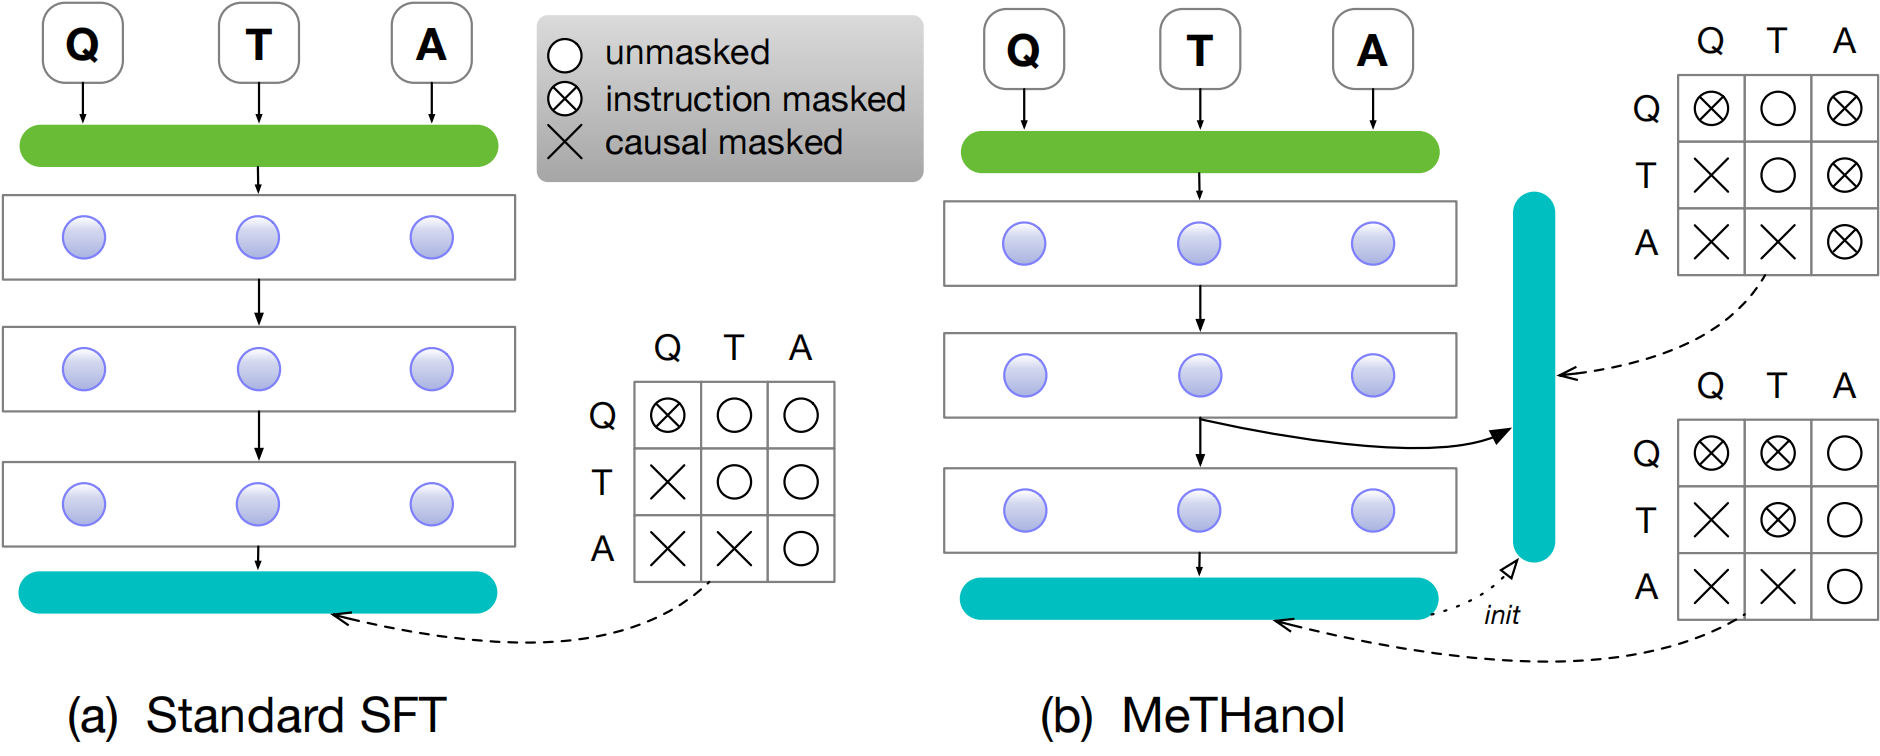 Q T A
unmasked
instruction masked
causal masked
Q T A
Q
T
A
(a) Standard SFT
Q T A
init
Q T A
Q
T
A
Q T A
Q
T
A
(b) MeTHanol